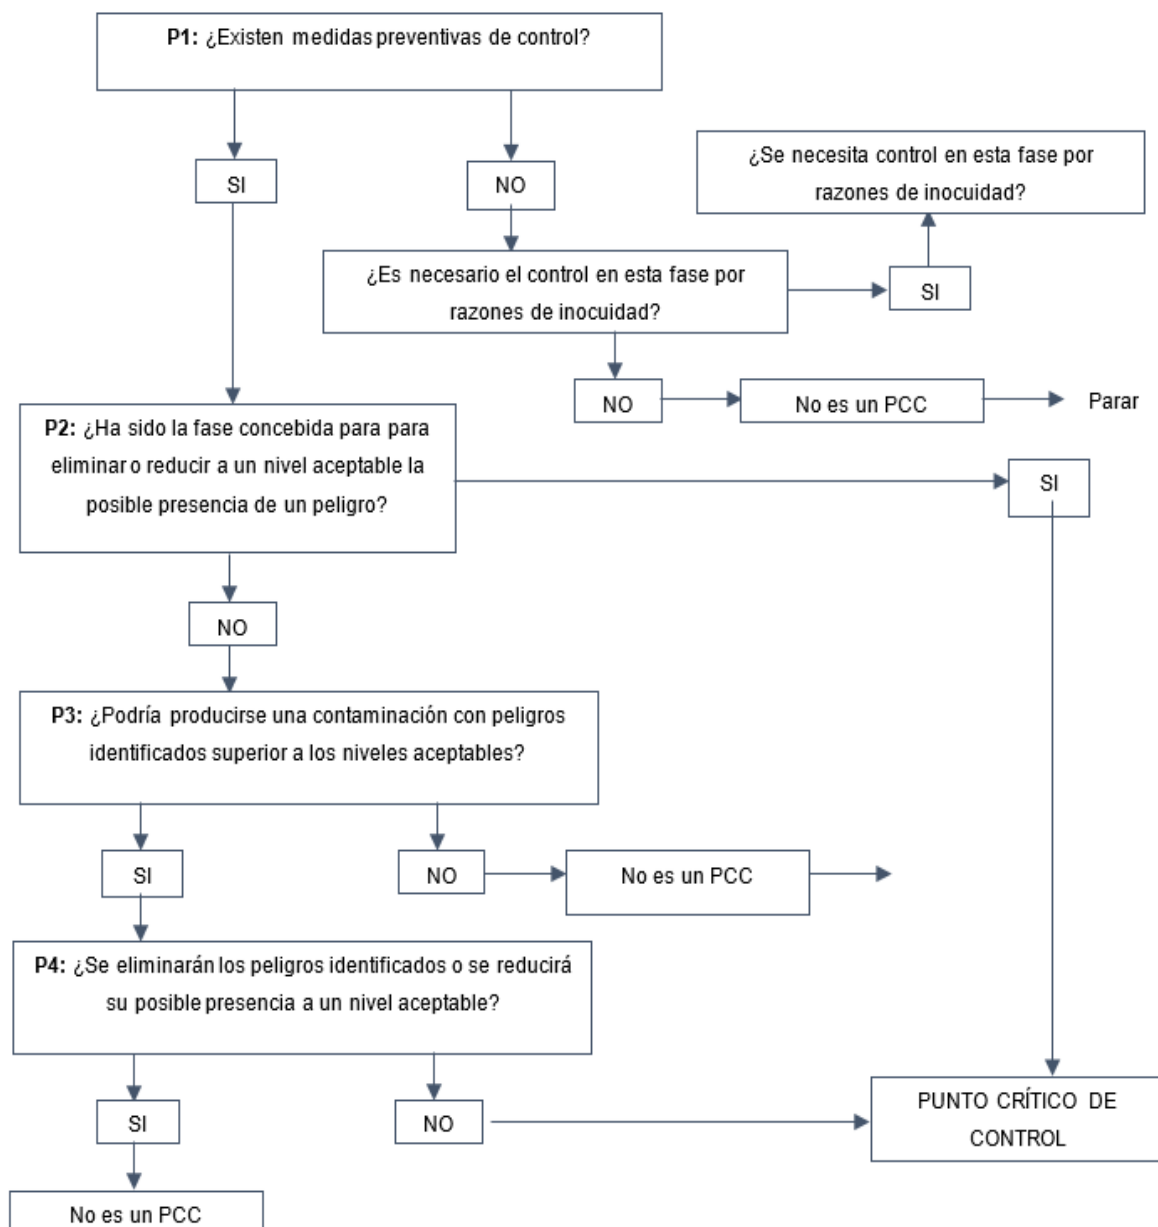 P1: ¿Existen medidas preventivas de control?
SI
NO
¿Se necesita control en esta fase por
razones de inocuidad?
¿Es necesario el control en esta fase por
razones de inocuidad?
SI
NO
No es un PCC
Parar
P2: ¿Ha sido la fase concebida para para
eliminar o reducir a un nivel aceptable la
posible presencia de un peligro?
SI
NO
P3: ¿Podría producirse una contaminación con peligros
identificados superior a los niveles aceptables?
SI
NO
No es un PCC
P4: ¿Se eliminarán los peligros identificados o se reducirá
su posible presencia a un nivel aceptable?
SI
NO
PUNTO CRÍTICO DE
CONTROL
No es un PCC